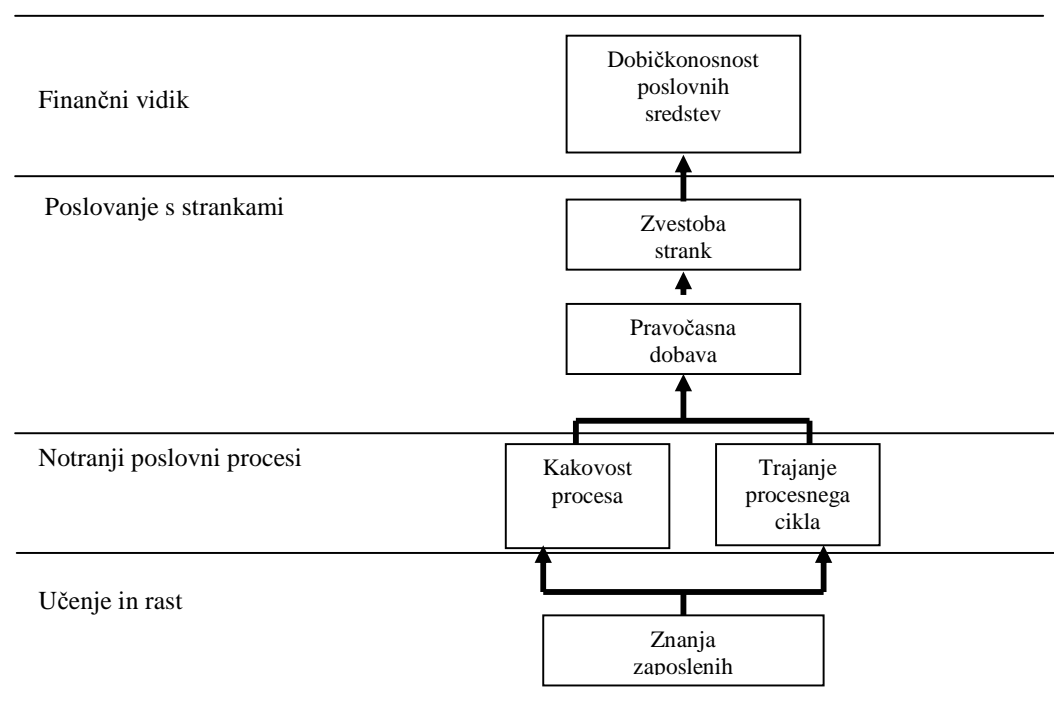 Dobičkonosnost
poslovnih
sredstev
Finančni vidik
Poslovanje s strankami
Zvestoba
strank
Pravočasna
dobava
Notranji poslovni procesi
Kakovost
procesa
Trajanje
procesnega
cikla
Učenje in rast
Znanja
zaposlenih